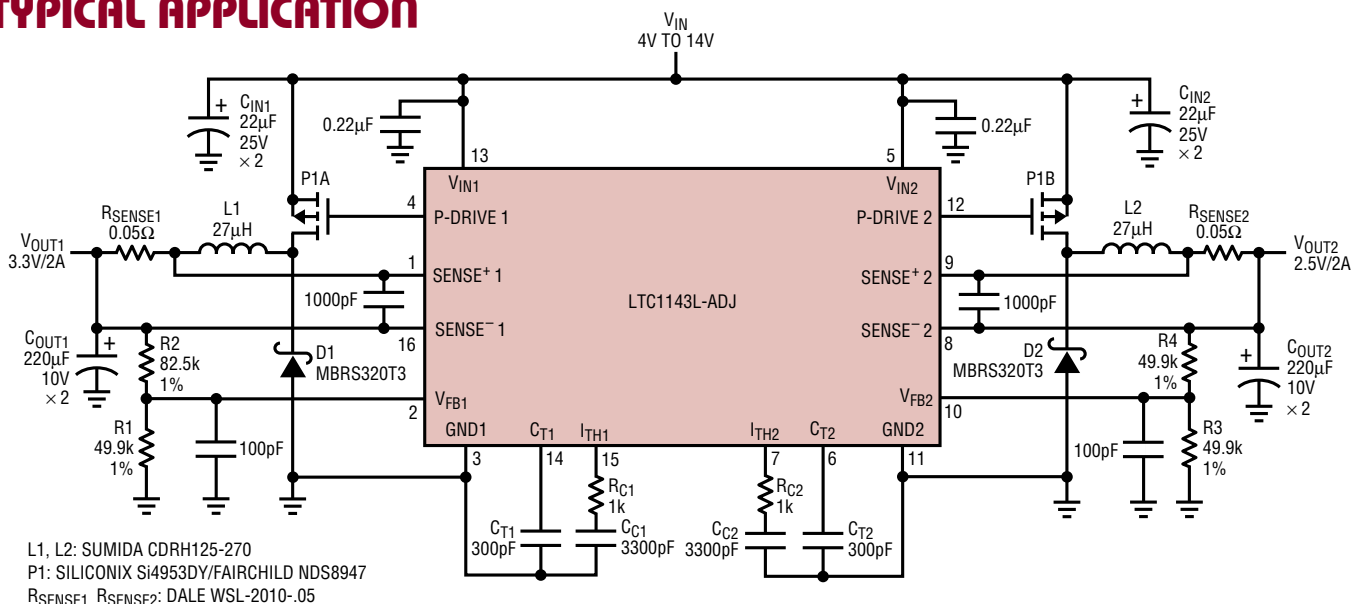 TYPICAL APPLICATION
VIN
4V TO 14V
+
CIN1
22µF
25V
× 2
0.22µF
13
5
0.22µF
+
CIN2
22µF
25V
× 2
P1A
VIN1
VIN2
P1B
4
P-DRIVE 1
P-DRIVE 2
12
RSENSE1
0.05Ω
L1
27µH
L2
27µH
RSENSE2
0.05Ω
VOUT1
3.3V/2A
VOUT2
2.5V/2A
1
SENSE+ 1
SENSE+ 2
9
1000pF
LTC1143L-ADJ
1000pF
SENSE− 1
16
SENSE− 2
8
COUT1
220µF
10V
× 2
+
R2
82.5k
1%
D1
MBRS320T3
D2
MBRS320T3
R4
49.9k
1%
+
COUT2
220µF
10V
× 2
VFB1
2
VFB2
10
R1
49.9k
1%
100pF
GND1
CT1
ITH1
ITH2
CT2
GND2
3
14
15
7
6
11
100pF
R3
49.9k
1%
RC1
1k
RC2
1k
CT1
300pF
CC1
3300pF
CC2
3300pF
CT2
300pF
L1, L2: SUMIDA CDRH125-270
P1: SILICONIX Si4953DY/FAIRCHILD NDS8947
RSENSE1, RSENSE2: DALE WSL-2010-.05